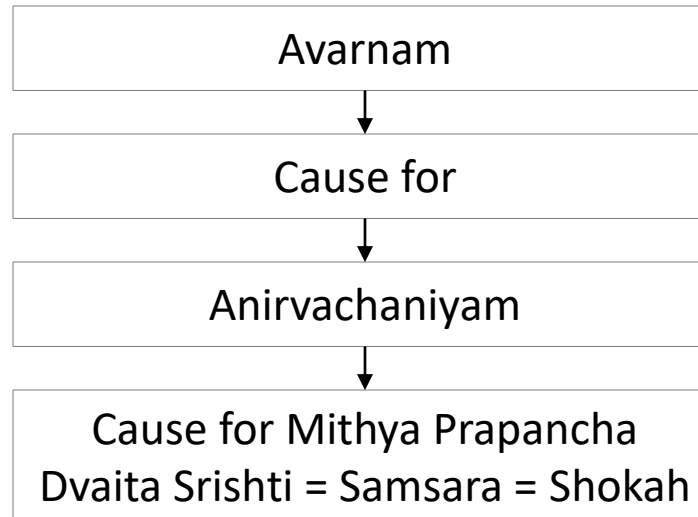 Avarnam
Cause for
Anirvachaniyam
Cause for Mithya Prapancha
Dvaita Srishti = Samsara = Shokah